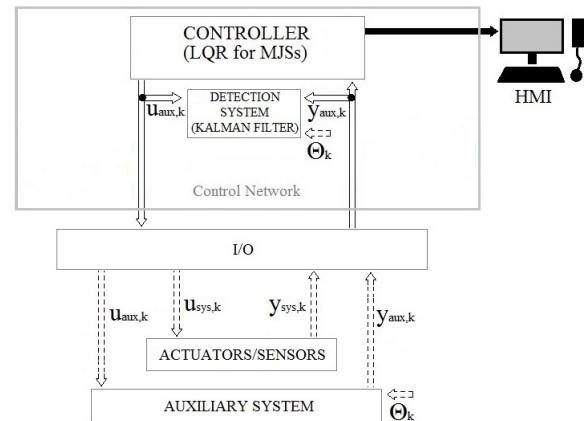 CONTROLLER
(LQR for MJSs)
HMI
DETECTION
SYSTEM
(KALMAN FILTER)
uaux,k
yaux,k
Θk
Control Network
I/O
uaux,k
usys,k
ysys,k
yaux,k
ACTUATORS/SENSORS
AUXILIARY SYSTEM
Θk